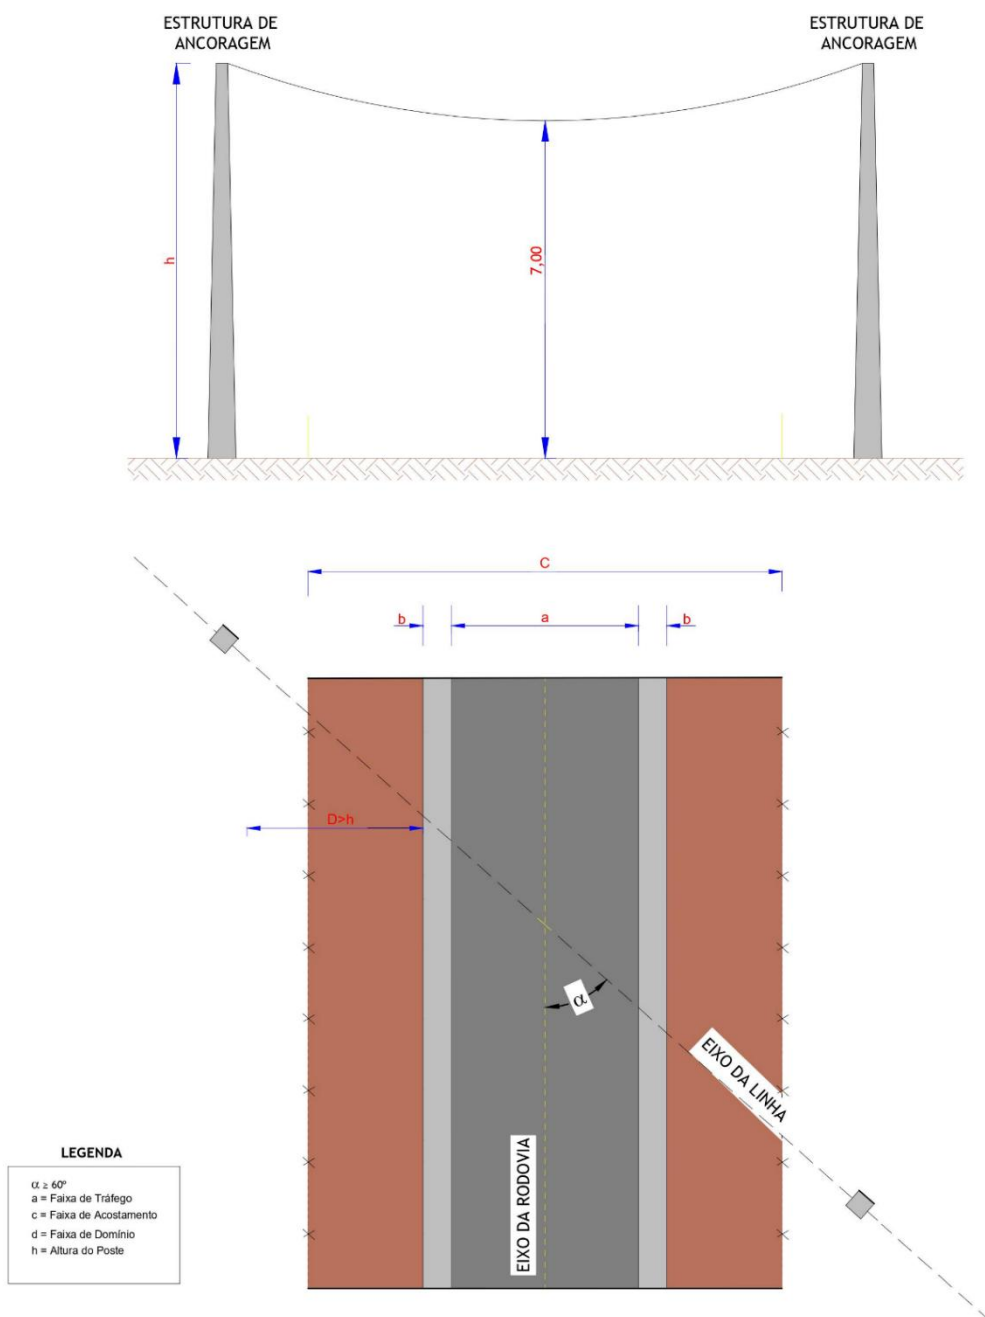 ESTRUTURA DE
ANCORAGEM
ESTRUTURA DE
ANCORAGEM
h
7,00
C
b
a
b
D>h
α
EIXO DA LINHA
EIXO DA RODOVIA
LEGENDA
α ≥ 60º
a = Faixa de Tráfego
c = Faixa de Acostamento
d = Faixa de Domínio
h = Altura do Poste